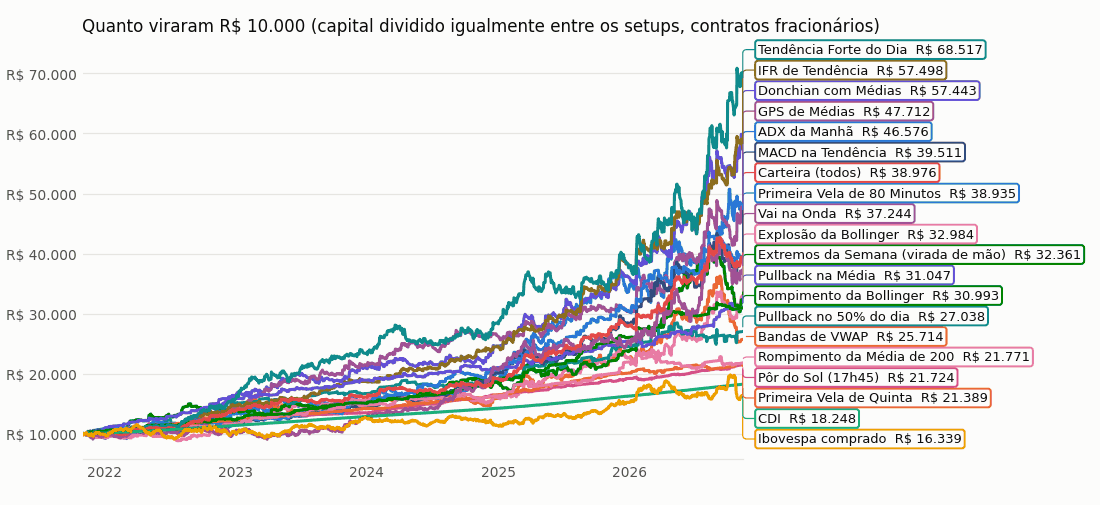 Quanto viraram R$ 10.000 (capital dividido igualmente entre os setups, contratos fracionários)
R$ 70.000
R$ 60.000
R$ 50.000
R$ 40.000
R$ 30.000
R$ 20.000
R$ 10.000
2022
2023
2024
2025
2026
Tendência Forte do Dia R$ 68.517
IFR de Tendência R$ 57.498
Donchian com Médias R$ 57.443
GPS de Médias R$ 47.712
ADX da Manhã R$ 46.576
MACD na Tendência R$ 39.511
Carteira (todos) R$ 38.976
Primeira Vela de 80 Minutos R$ 38.935
Vai na Onda R$ 37.244
Explosão da Bollinger R$ 32.984
Extremos da Semana (virada de mão) R$ 32.361
Pullback na Média R$ 31.047
Rompimento da Bollinger R$ 30.993
Pullback no 50% do dia R$ 27.038
Bandas de VWAP R$ 25.714
Rompimento da Média de 200 R$ 21.771
Pôr do Sol (17h45) R$ 21.724
Primeira Vela de Quinta R$ 21.389
CDI R$ 18.248
Ibovespa comprado R$ 16.339